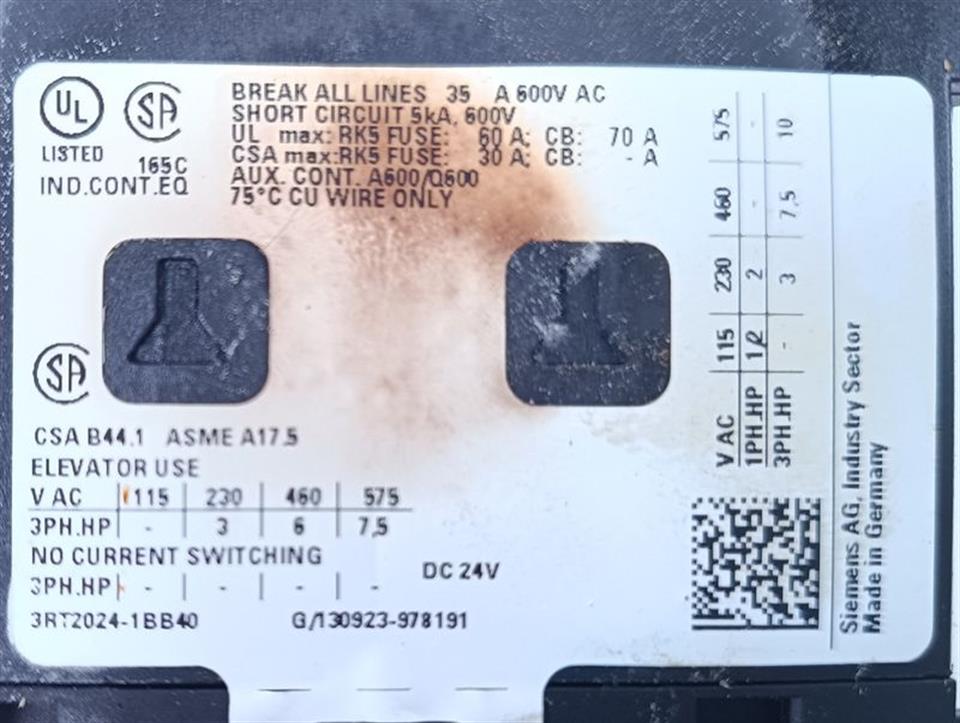 UL
LISTED
IND.CONT.EQ
SA
165C
BREAK ALL LINES 35 A 600V AC
SHORT CIRCUIT 5kA, 600V
UL max: RK5 FUSE: 60 A; CB: 70 A
CSA max: RK5 FUSE: 30 A; CB: - A
AUX. CONT. A600/Q600
75°C CU WIRE ONLY
SA
CSA B44.1 ASME A17.5
ELEVATOR USE
V AC 115 230 460 575
3PH.HP - 3 6 7,5
NO CURRENT SWITCHING
3PH.HP - - - -
DC 24V
3RT2024-1BB40 G/130923-978191
V AC 115 230 460 575
1PH.HP 2 - -
3PH.HP - 3 7,5 10
Siemens AG, Industry Sector
Made in Germany